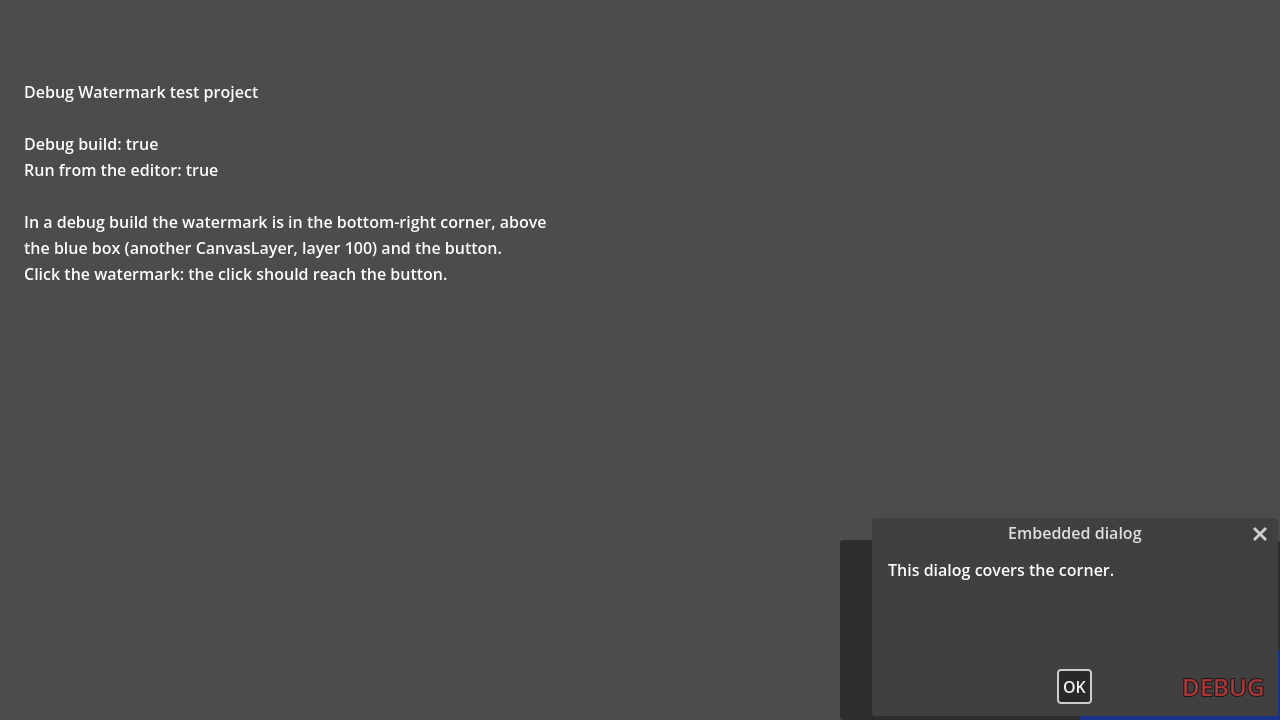 Debug Watermark test project
Debug build: true
Run from the editor: true
In a debug build the watermark is in the bottom-right corner, above
the blue box (another CanvasLayer, layer 100) and the button.
Click the watermark: the click should reach the button.
Embedded dialog
This dialog covers the corner.
OK
DEBUG